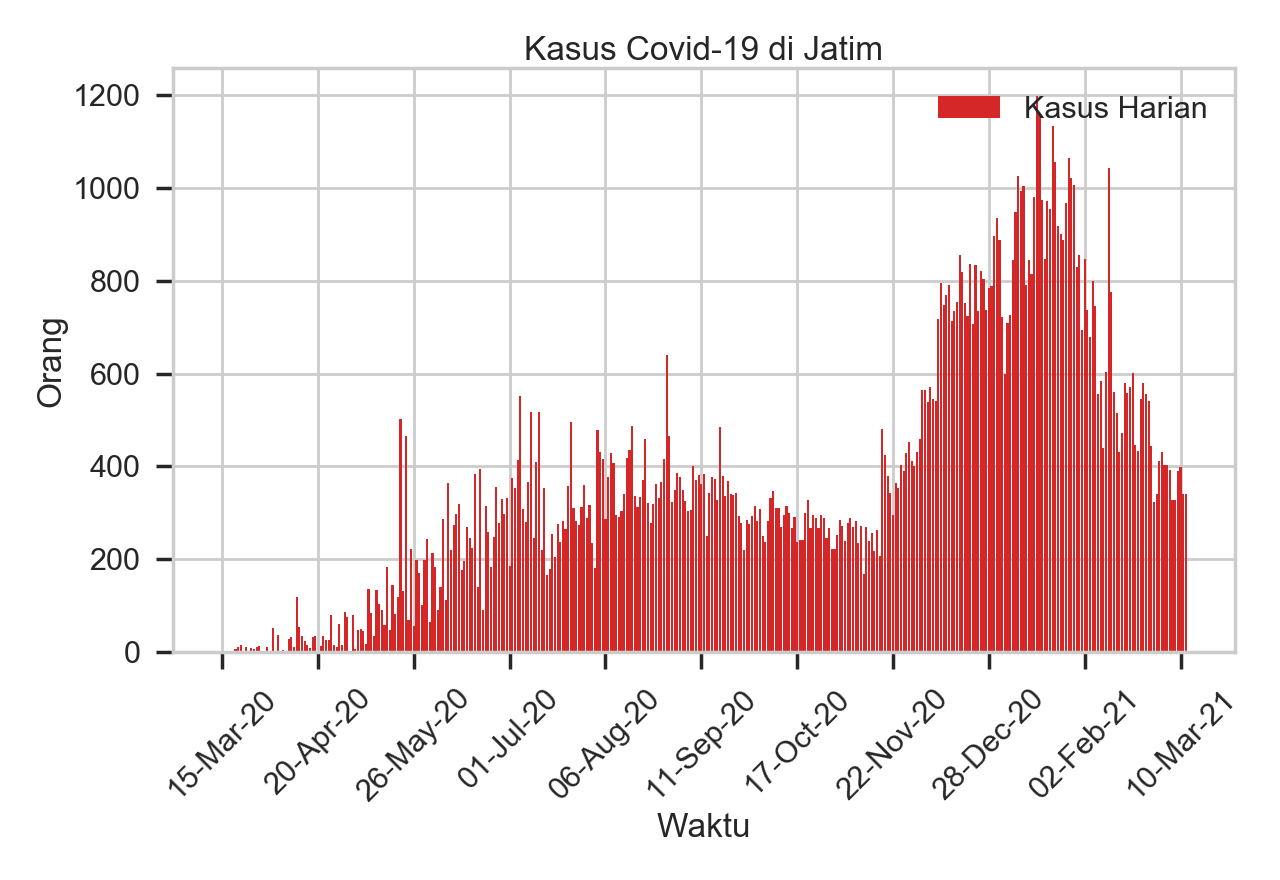 Kasus Covid-19 di Jatim
Kasus Harian
1200
1000
800
600
400
200
0
Orang
15-Mar-20
20-Apr-20
26-May-20
01-Jul-20
06-Aug-20
11-Sep-20
17-Oct-20
22-Nov-20
28-Dec-20
02-Feb-21
10-Mar-21
Waktu